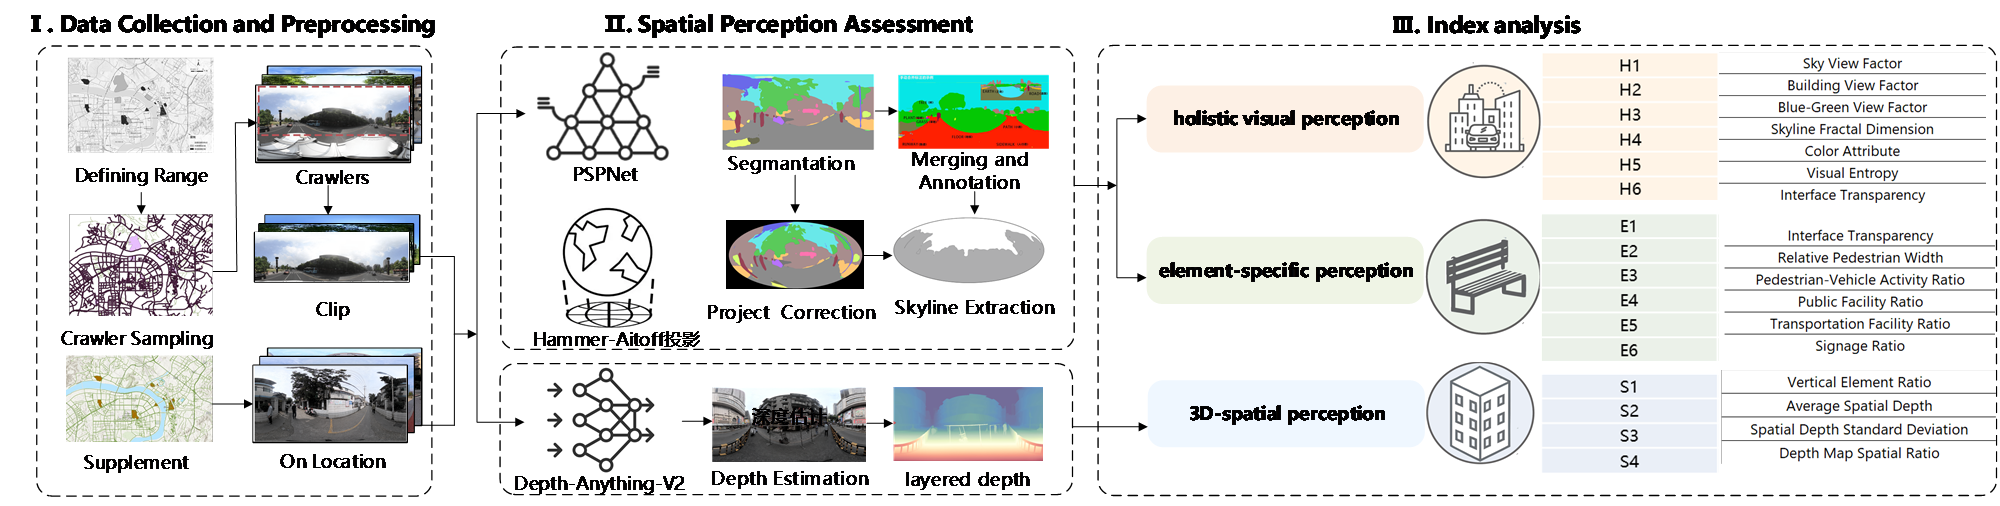 I. Data Collection and Preprocessing
Defining Range
Crawlers
Crawler Sampling
Clip
Supplement
On Location
II. Spatial Perception Assessment
PSPNet
Segmantation
Merging and
Annotation
Hammer-Aitoff投影
Project Correction
Skyline Extraction
深度估计
Depth-Anything-V2
Depth Estimation
layered depth
III. Index analysis
holistic visual perception
H1
H2
H3
H4
H5
H6
Sky View Factor
Building View Factor
Blue-Green View Factor
Skyline Fractal Dimension
Color Attribute
Visual Entropy
Interface Transparency
element-specific perception
E1
E2
E3
E4
E5
E6
Interface Transparency
Relative Pedestrian Width
Pedestrian-Vehicle Activity Ratio
Public Facility Ratio
Transportation Facility Ratio
Signage Ratio
3D-spatial perception
S1
S2
S3
S4
Vertical Element Ratio
Average Spatial Depth
Spatial Depth Standard Deviation
Depth Map Spatial Ratio